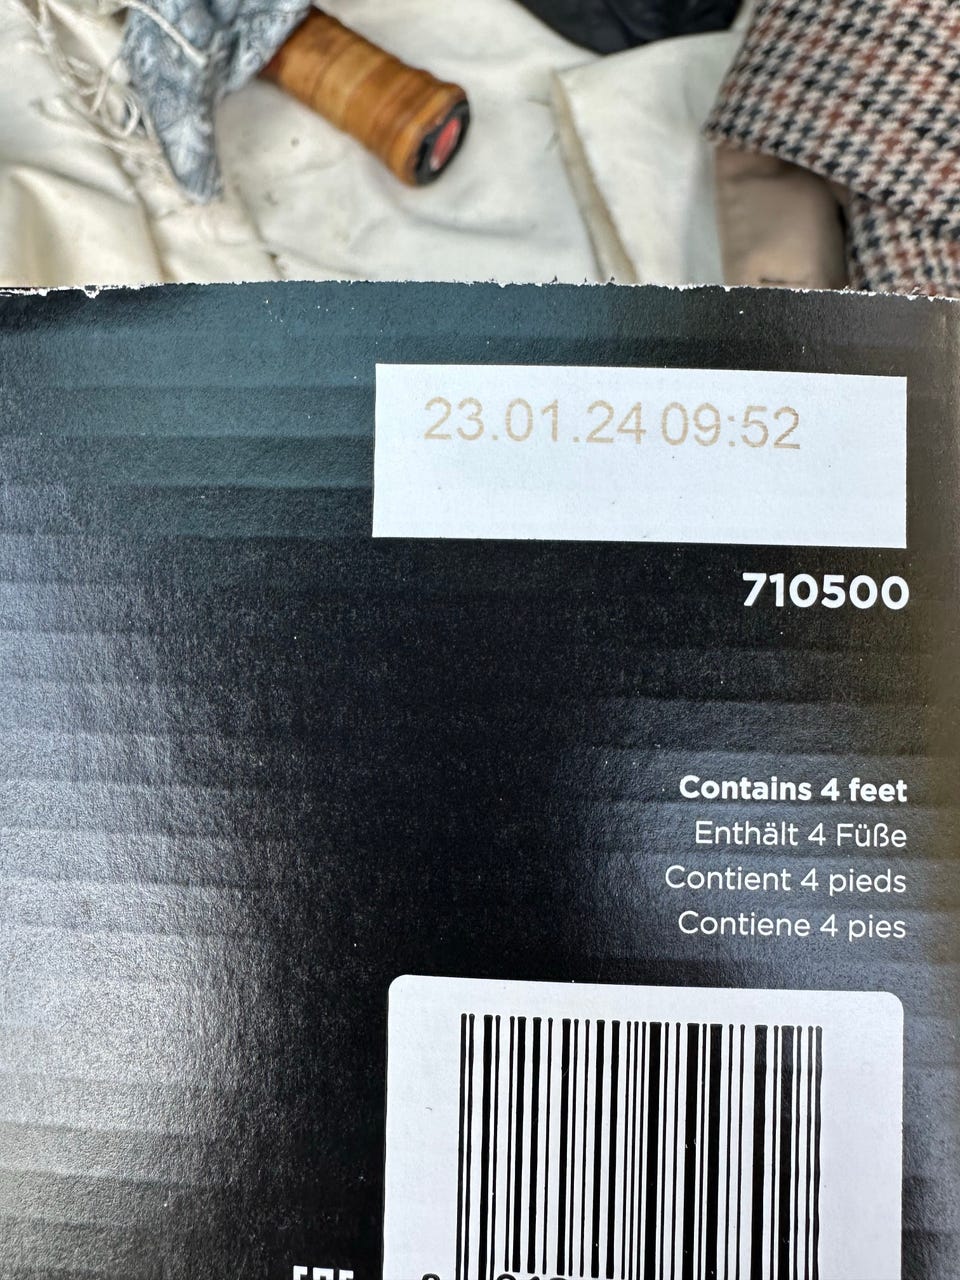 23.01.24 09:52
710500
Contains 4 feet
Enthält 4 Füße
Contient 4 pieds
Contiene 4 pies